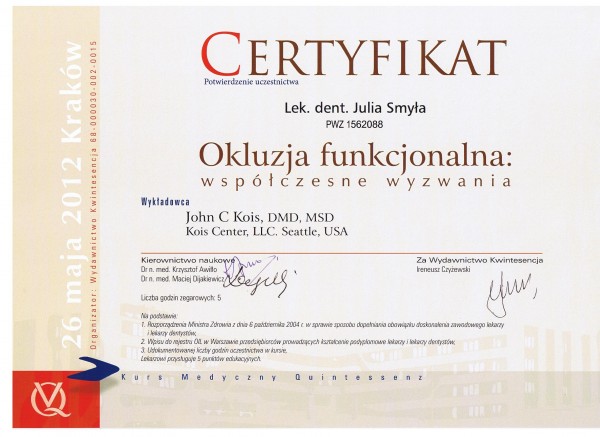 CERTYFIKAT
Potwierdzenie uczestnictwa
Lek. dent. Julia Smyła
PWZ 1562088
Okluzja funkcjonalna:
współczesne wyzwania
Wykładowca
John C Kois, DMD, MSD
Kois Center, LLC. Seattle, USA
Kierownictwo naukowe
Dr n. med. Krzysztof Awiłło
Dr n. med. Maciej Dijakiewicz
Za Wydawnictwo Kwintesencja
Ireneusz Czyżewski
Liczba godzin zegarowych: 5
Na podstawie:
1. Rozporządzenia Ministra Zdrowia z dnia 6 października 2004 r. w sprawie sposobu dopełniania obowiązku doskonalenia zawodowego lekarzy
i lekarzy dentystów,
2. Wpisu do rejestru OIL w Warszawie przedsiębiorców prowadzących kształcenie podyplomowe lekarzy i lekarzy dentystów,
3. Udokumentowanej liczby godzin uczestnictwa w kursie,
Lekarzowi przysługuje 5 punktów edukacyjnych.
Kurs Medyczny Quintessenz
26 maja 2012 Kraków
Organizator: Wydawnictwo Kwintesencja 68-000030-002-0015
VQ